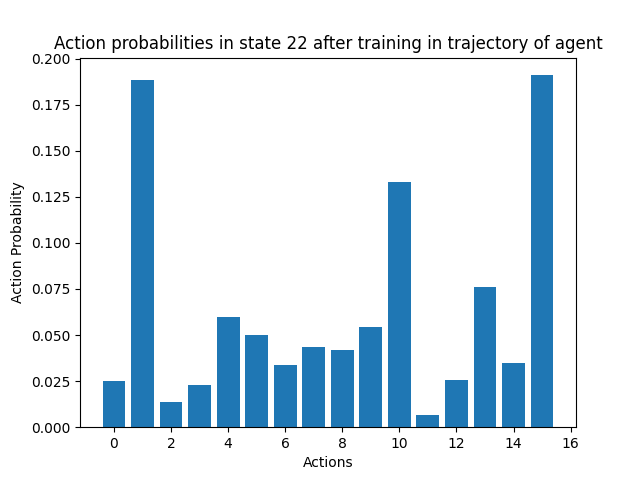 Action probabilities in state 22 after training in trajectory of agent
0.200
0.175
0.150
0.125
0.100
0.075
0.050
0.025
0.000
Action Probability
0 2 4 6 8 10 12 14 16
Actions